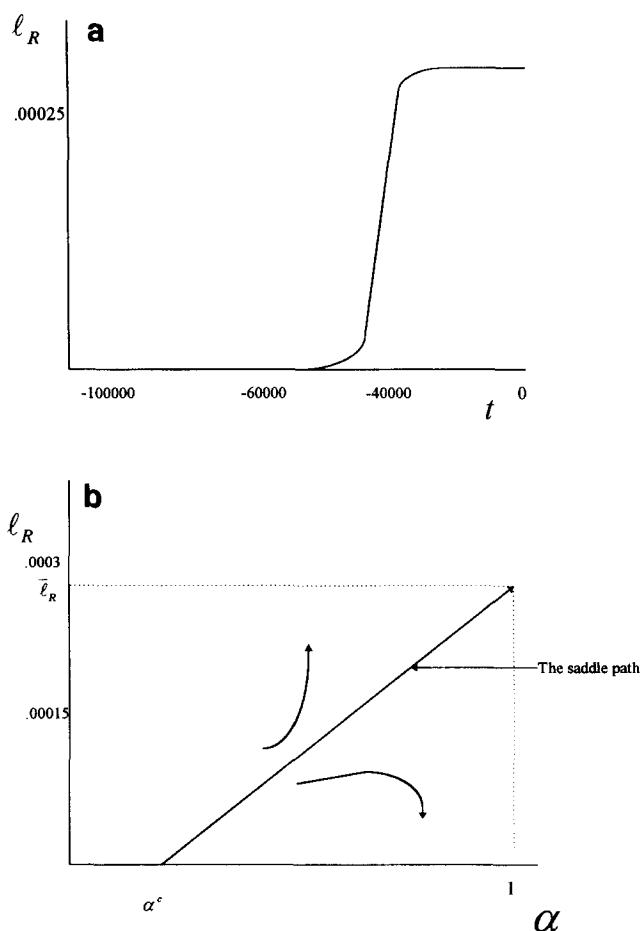 ℓ_R
a
.00025
-100000 -60000 -40000 0
t
b
ℓ_R
.0003
ℓ̄_R
The saddle path
.00015
α^c 1
α